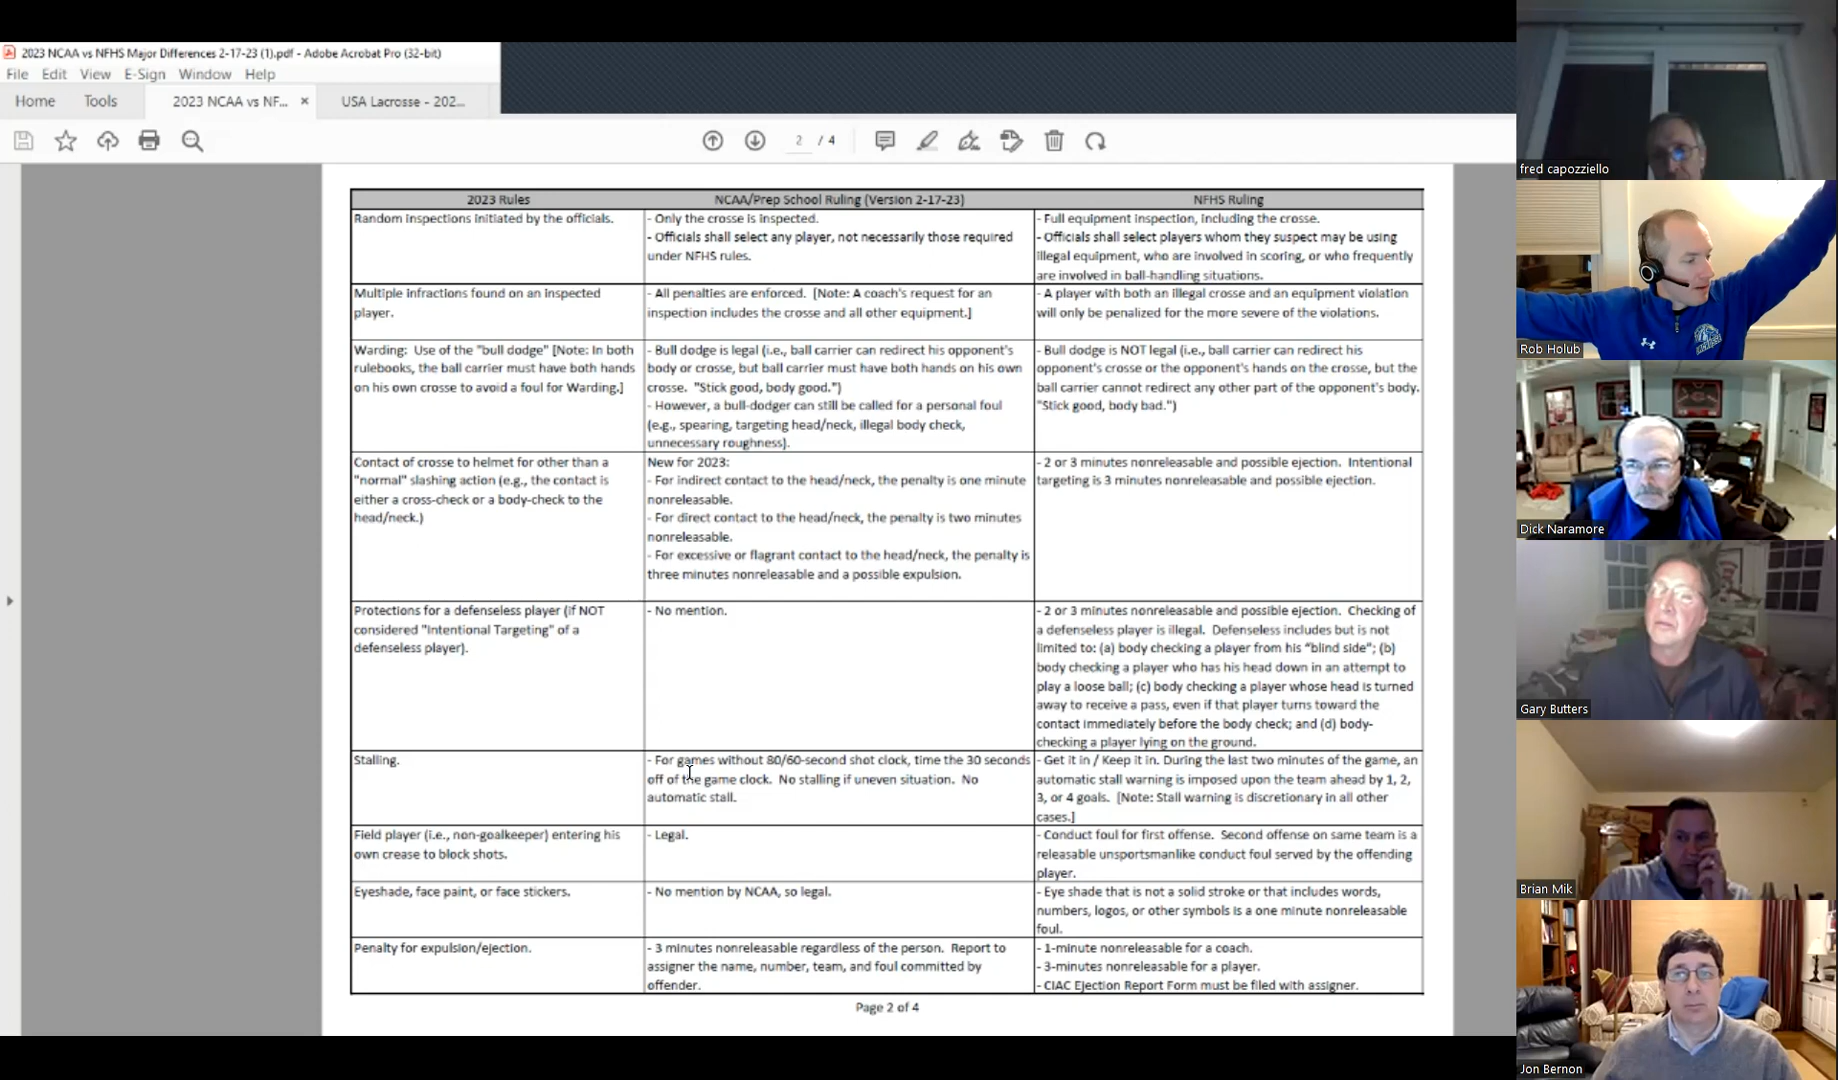 2023 NCAA vs NFHS Major Differences 2-17-23 (1).pdf - Adobe Acrobat Pro (32-bit)
File Edit View E-Sign Window Help
Home Tools 2023 NCAA vs NF... × USA Lacrosse - 202...
2 / 4
2023 Rules
NCAA/Prep School Ruling (Version 2-17-23)
NFHS Ruling
Random inspections initiated by the officials.
- Only the crosse is inspected.
- Officials shall select any player, not necessarily those required
under NFHS rules.
- Full equipment inspection, including the crosse.
- Officials shall select players whom they suspect may be using
illegal equipment, who are involved in scoring, or who frequently
are involved in ball-handling situations.
Multiple infractions found on an inspected
player.
- All penalties are enforced. [Note: A coach's request for an
inspection includes the crosse and all other equipment.]
- A player with both an illegal crosse and an equipment violation
will only be penalized for the more severe of the violations.
Warding: Use of the "bull dodge" [Note: In both
rulebooks, the ball carrier must have both hands
on his own crosse to avoid a foul for Warding.]
- Bull dodge is legal (i.e., ball carrier can redirect his opponent's
body or crosse, but ball carrier must have both hands on his own
crosse. "Stick good, body good.")
- However, a bull-dodger can still be called for a personal foul
(e.g., spearing, targeting head/neck, illegal body check,
unnecessary roughness).
- Bull dodge is NOT legal (i.e., ball carrier can redirect his
opponent's crosse or the opponent's hands on the crosse, but the
ball carrier cannot redirect any other part of the opponent's body.
"Stick good, body bad.")
Contact of crosse to helmet for other than a
"normal" slashing action (e.g., the contact is
either a cross-check or a body-check to the
head/neck.)
New for 2023:
- For indirect contact to the head/neck, the penalty is one minute
nonreleasable.
- For direct contact to the head/neck, the penalty is two minutes
nonreleasable.
- For excessive or flagrant contact to the head/neck, the penalty is
three minutes nonreleasable and a possible expulsion.
- 2 or 3 minutes nonreleasable and possible ejection. Intentional
targeting is 3 minutes nonreleasable and possible ejection.
Protections for a defenseless player (if NOT
considered "Intentional Targeting" of a
defenseless player).
- No mention.
- 2 or 3 minutes nonreleasable and possible ejection. Checking of
a defenseless player is illegal. Defenseless includes but is not
limited to: (a) body checking a player from his “blind side”; (b)
body checking a player who has his head down in an attempt to
play a loose ball; (c) body checking a player whose head is turned
away to receive a pass, even if that player turns toward the
contact immediately before the body check; and (d) body-
checking a player lying on the ground.
Stalling.
- For games without 80/60-second shot clock, time the 30 seconds
off of the game clock. No stalling if uneven situation. No
automatic stall.
- Get it in / Keep it in. During the last two minutes of the game, an
automatic stall warning is imposed upon the team ahead by 1, 2,
3, or 4 goals. [Note: Stall warning is discretionary in all other
cases.]
Field player (i.e., non-goalkeeper) entering his
own crease to block shots.
- Legal.
- Conduct foul for first offense. Second offense on same team is a
releasable unsportsmanlike conduct foul served by the offending
player.
Eyeshade, face paint, or face stickers.
- No mention by NCAA, so legal.
- Eye shade that is not a solid stroke or that includes words,
numbers, logos, or other symbols is a one minute nonreleasable
foul.
Penalty for expulsion/ejection.
- 3 minutes nonreleasable regardless of the person. Report to
assigner the name, number, team, and foul committed by
offender.
- 1-minute nonreleasable for a coach.
- 3-minutes nonreleasable for a player.
- CIAC Ejection Report Form must be filed with assigner.
Page 2 of 4
fred capozziello
Rob Holub
Dick Naramore
Gary Butters
Brian Mik
Jon Bernon